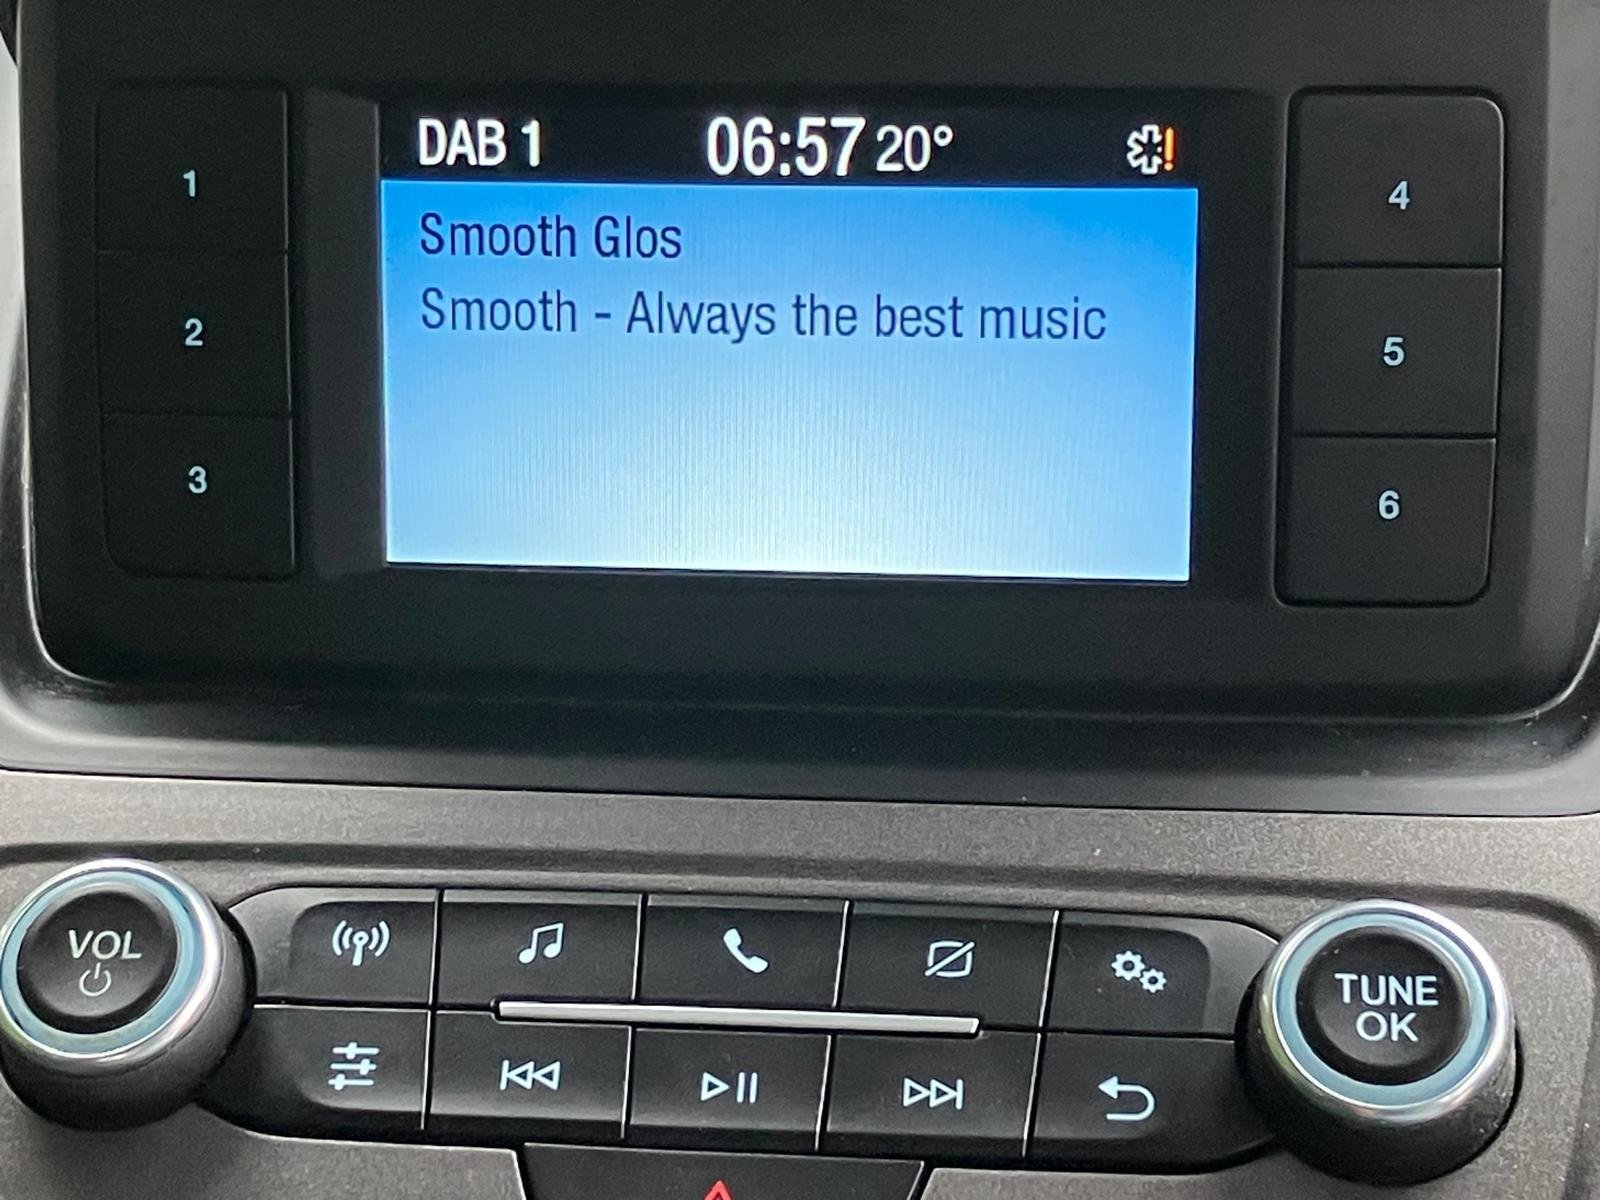 DAB 1 06:57 20°
Smooth Glos
Smooth - Always the best music
1
2
3
4
5
6
VOL
TUNE
OK